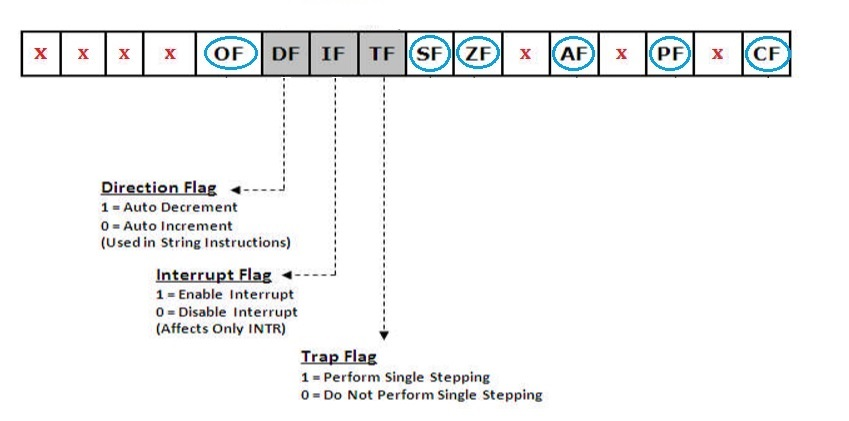 x x x x OF DF IF TF SF ZF x AF x PF x CF
Direction Flag
1 = Auto Decrement
0 = Auto Increment
(Used in String Instructions)
Interrupt Flag
1 = Enable Interrupt
0 = Disable Interrupt
(Affects Only INTR)
Trap Flag
1 = Perform Single Stepping
0 = Do Not Perform Single Stepping